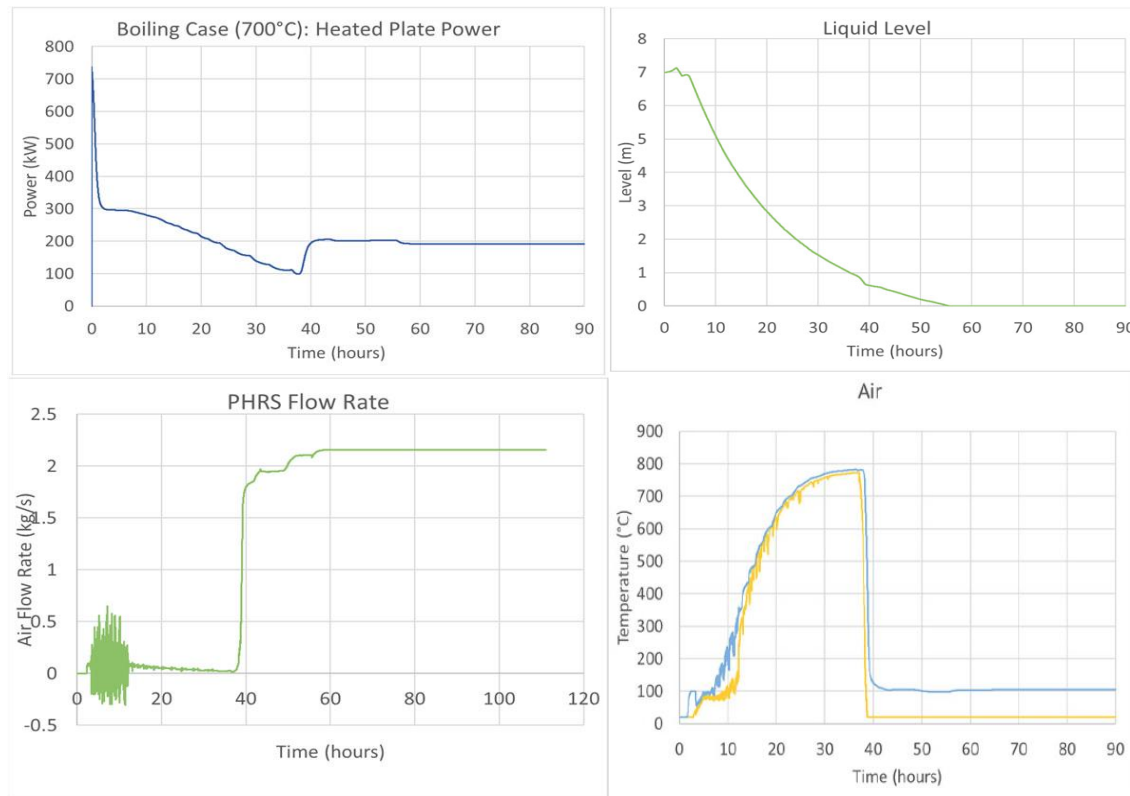 Boiling Case (700°C): Heated Plate Power
800
700
600
500
400
300
200
100
0
Power (kW)
0 10 20 30 40 50 60 70 80 90
Time (hours)
Liquid Level
8
7
6
5
4
3
2
1
0
Level (m)
0 10 20 30 40 50 60 70 80 90
Time (hours)
PHRS Flow Rate
2.5
2
1.5
1
0.5
0
-0.5
Air Flow Rate (kg/s)
0 20 40 60 80 100 120
Time (hours)
Air
900
800
700
600
500
400
300
200
100
0
Temperature (°C)
0 10 20 30 40 50 60 70 80 90
Time (hours)